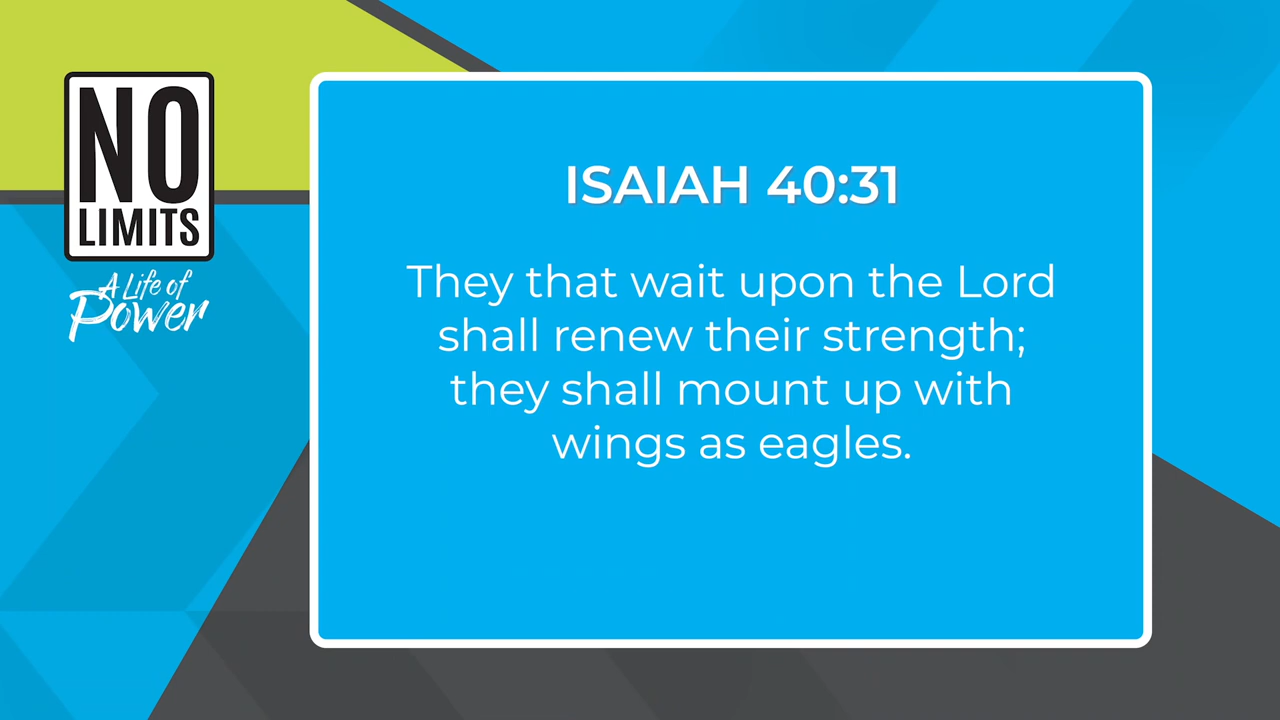 NO
LIMITS
A Life of
Power
ISAIAH 40:31
They that wait upon the Lord
shall renew their strength;
they shall mount up with
wings as eagles.